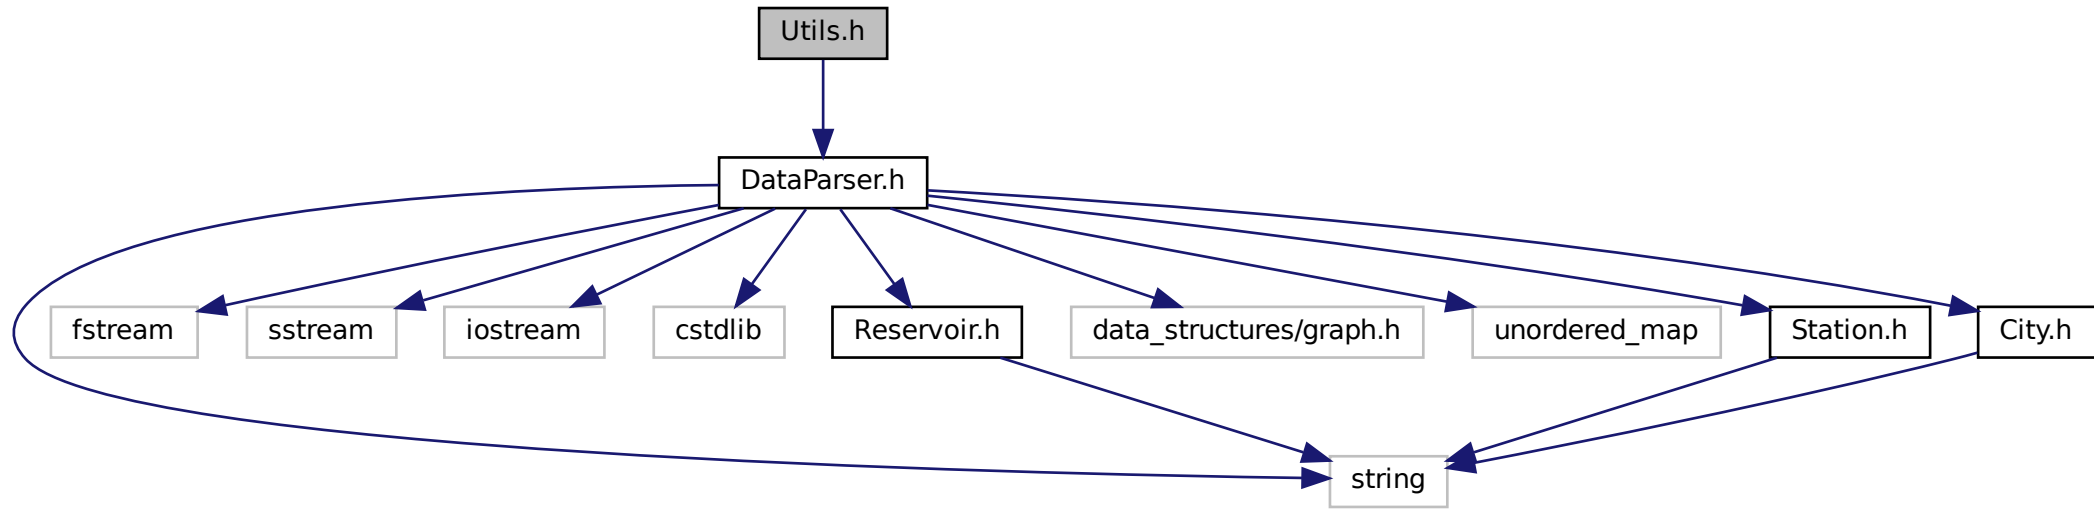 Utils.h
DataParser.h
fstream
sstream
iostream
cstdlib
Reservoir.h
data_structures/graph.h
unordered_map
Station.h
City.h
string